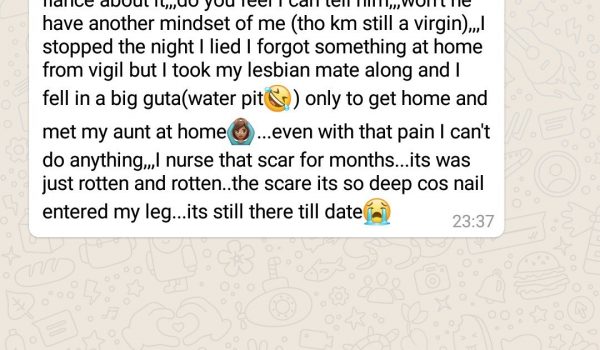 fiance about it,,,do you feel I can tell him,,,won't he
have another mindset of me (tho km still a virgin),,,I
stopped the night I lied I forgot something at home
from vigil but I took my lesbian mate along and I
fell in a big guta(water pit🤣) only to get home and
met my aunt at home🙆🏽‍♀️...even with that pain I can't
do anything,,,I nurse that scar for months...its was
just rotten and rotten..the scare its so deep cos nail
entered my leg...its still there till date😭
23:37